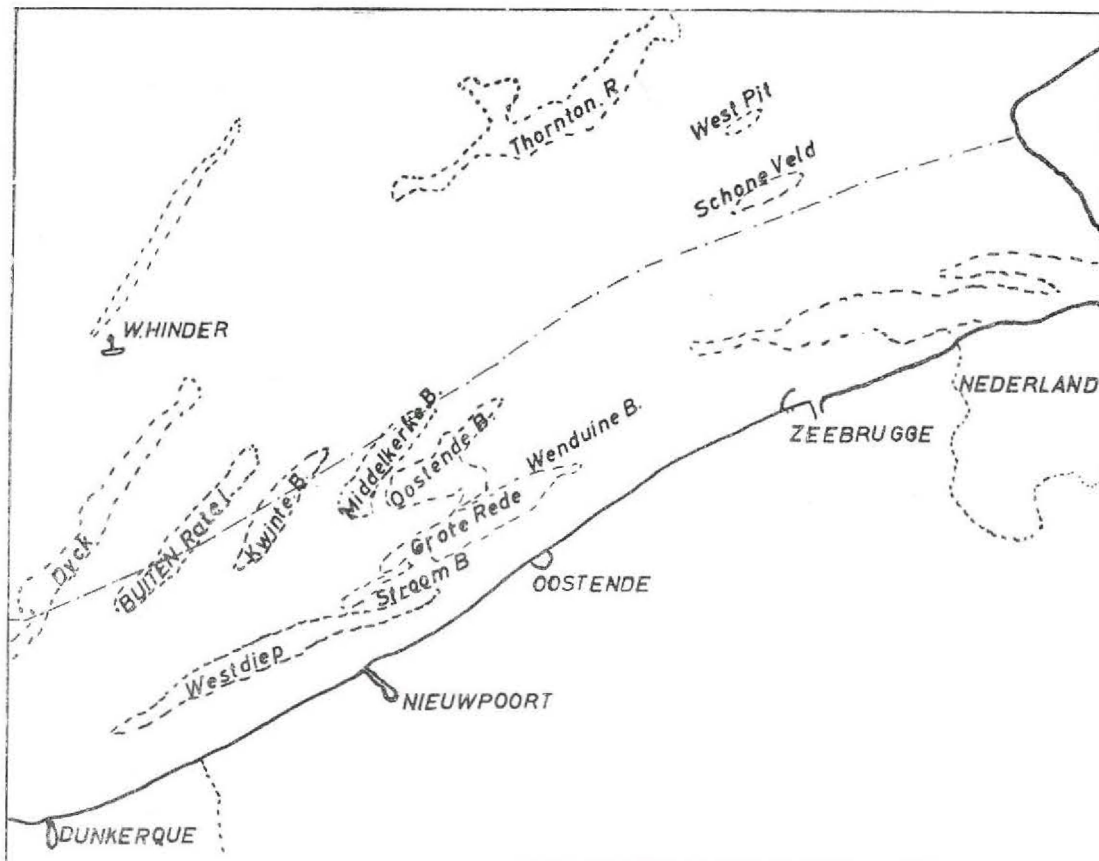 Thornton R
West Pit
Schone Veld
W.HINDER
NEDERLAND
Middelkerke B.
Oostende B.
Wenduine B.
ZEEBRUGGE
Dyck
BUITEN Ratel
Kwinte B
Grote Rede
Stroom B
OOSTENDE
Westdiep
NIEUWPOORT
DUNKERQUE